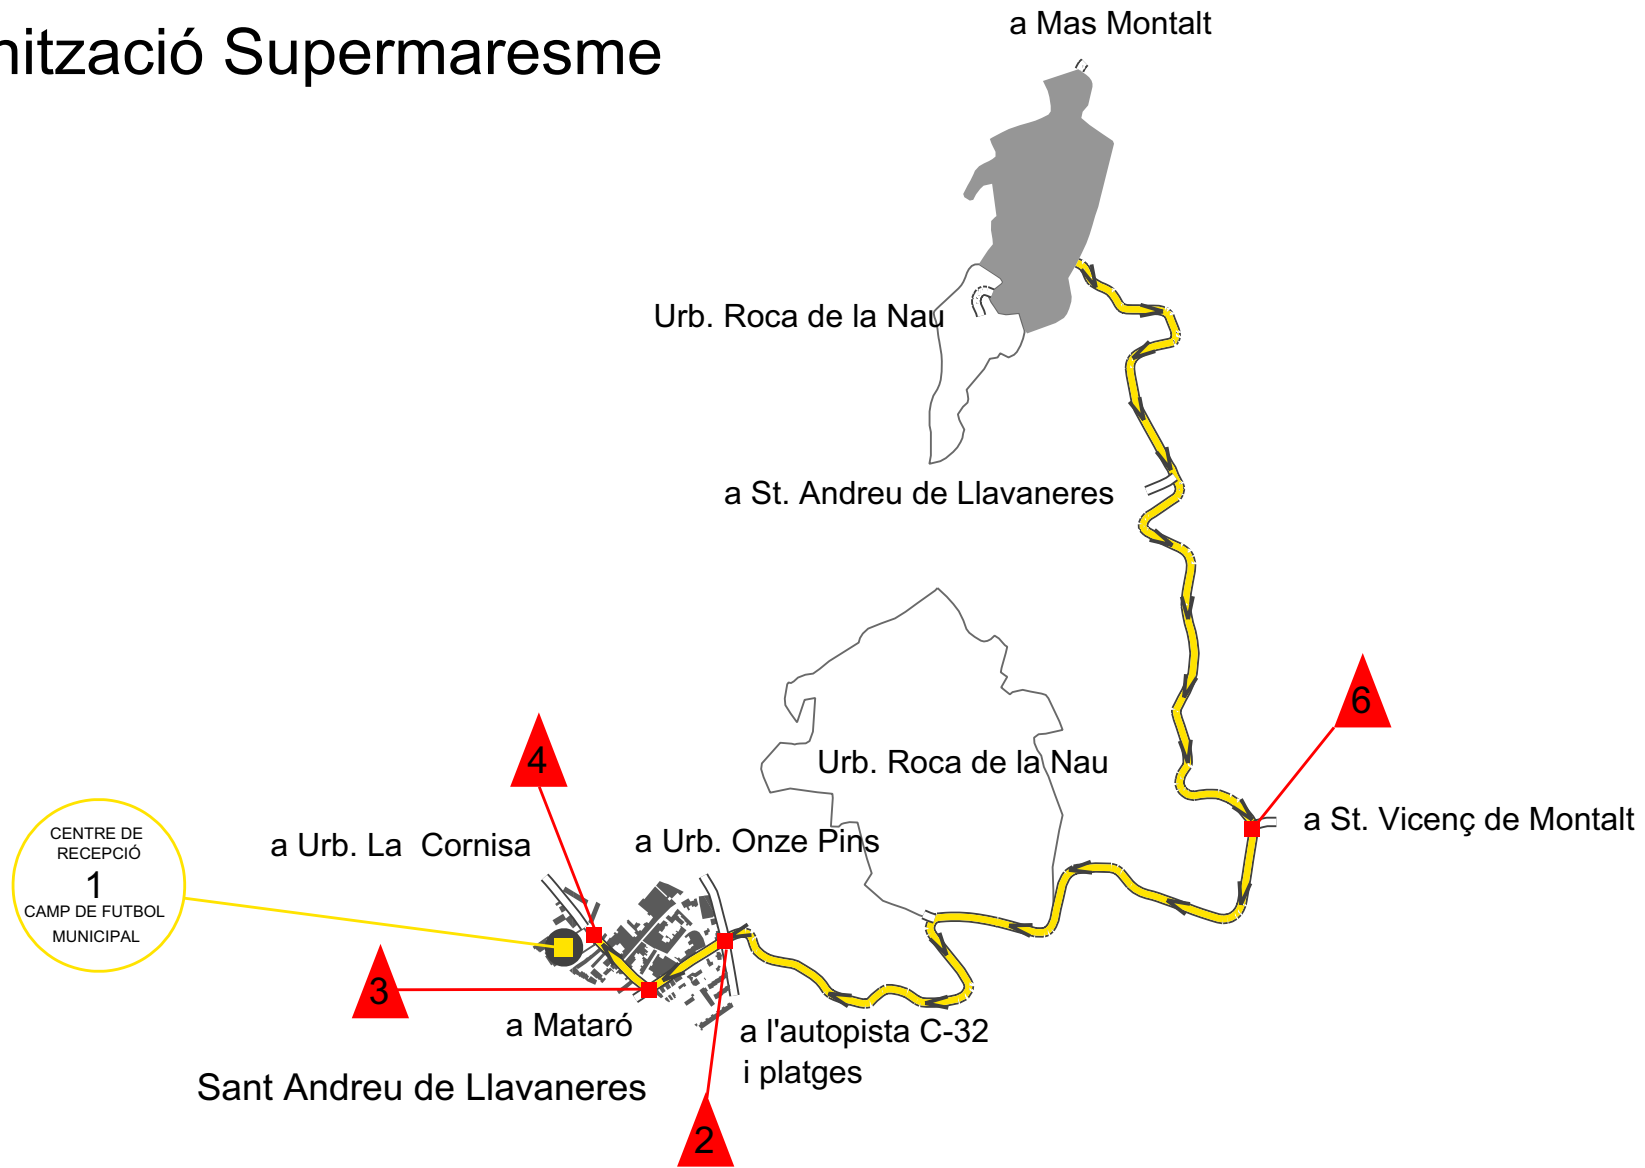 nització Supermaresme
a Mas Montalt
Urb. Roca de la Nau
a St. Andreu de Llavaneres
6
4
Urb. Roca de la Nau
a St. Vicenç de Montalt
a Urb. La Cornisa
a Urb. Onze Pins
CENTRE DE
RECEPCIÓ
1
CAMP DE FUTBOL
MUNICIPAL
3
a Mataró
a l'autopista C-32
i platges
Sant Andreu de Llavaneres
2